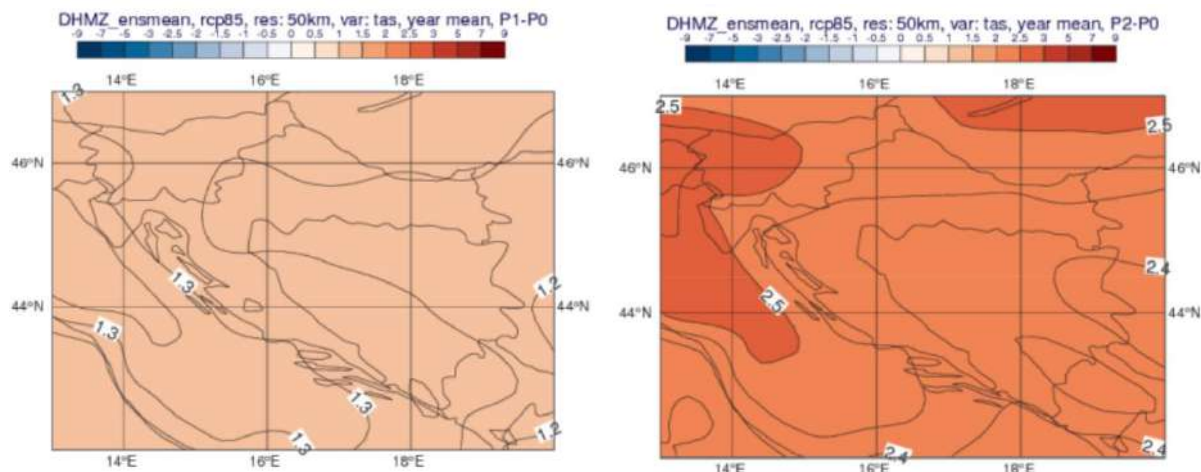 DHMZ_ensmean, rcp85, res: 50km, var: tas, year mean, P1-P0
-9 -7 -5 -3 -2.5 -2 -1.5 -1 -0.5 0 0.5 1 1.5 2 2.5 3 5 7 9
14°E 16°E 18°E
1.3
46°N 46°N
1.3
1.2
44°N 44°N
1.3
1.3
1.3
1.2
14°E 16°E 18°E
DHMZ_ensmean, rcp85, res: 50km, var: tas, year mean, P2-P0
-9 -7 -5 -3 -2.5 -2 -1.5 -1 -0.5 0 0.5 1 1.5 2 2.5 3 5 7 9
14°E 16°E 18°E
2.5
2.5
46°N 46°N
2.4
2.5
44°N 44°N
2.4
2.4
14°E 16°E 18°E